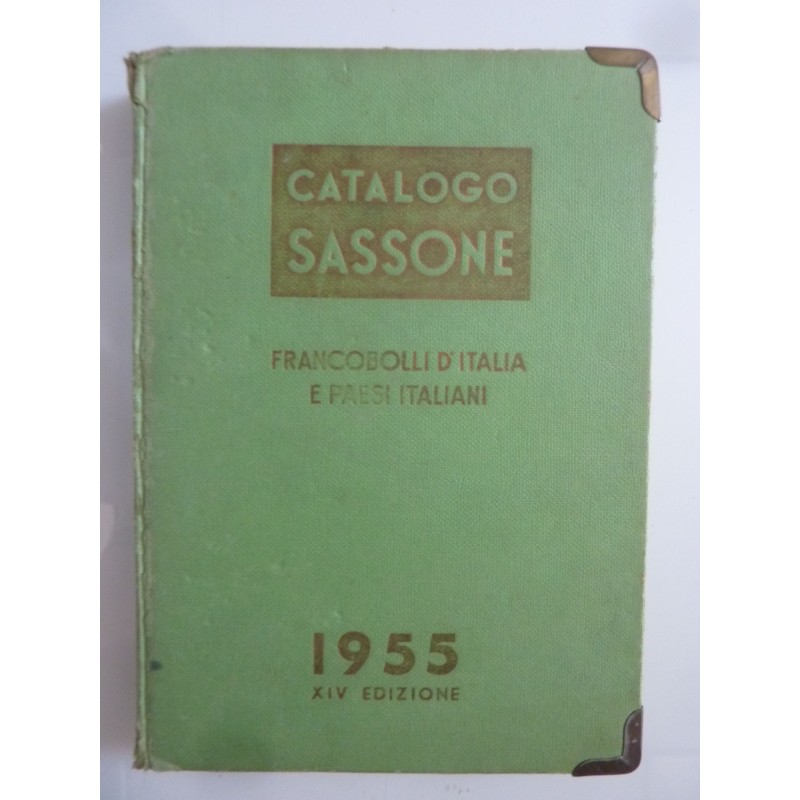 CATALOGO
SASSONE
FRANCOBOLLI D'ITALIA
E PAESI ITALIANI
1955
XIV EDIZIONE